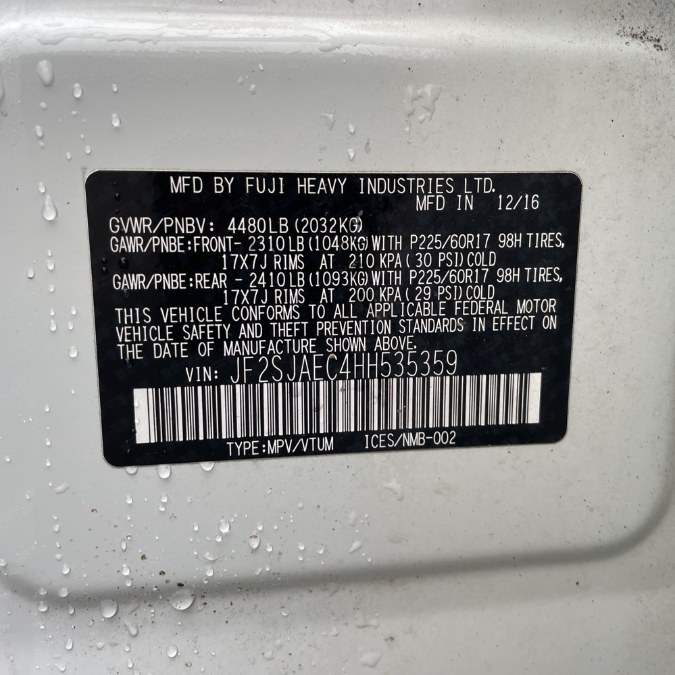 MFD BY FUJI HEAVY INDUSTRIES LTD.
MFD IN 12/16
GVWR/PNBV: 4480LB (2032KG)
GAWR/PNBE:FRONT- 2310 LB (1048KG) WITH P225/60R17 98H TIRES,
17X7J RIMS AT 210 KPA ( 30 PSI) COLD
GAWR/PNBE:REAR - 2410 LB (1093KG) WITH P225/60R17 98H TIRES,
17X7J RIMS AT 200 KPA ( 29 PSI) COLD
THIS VEHICLE CONFORMS TO ALL APPLICABLE FEDERAL MOTOR
VEHICLE SAFETY AND THEFT PREVENTION STANDARDS IN EFFECT ON
THE DATE OF MANUFACTURE SHOWN ABOVE.
VIN: JF2SJAEC4HH535359
TYPE:MPV/VTUM ICES/NMB-002